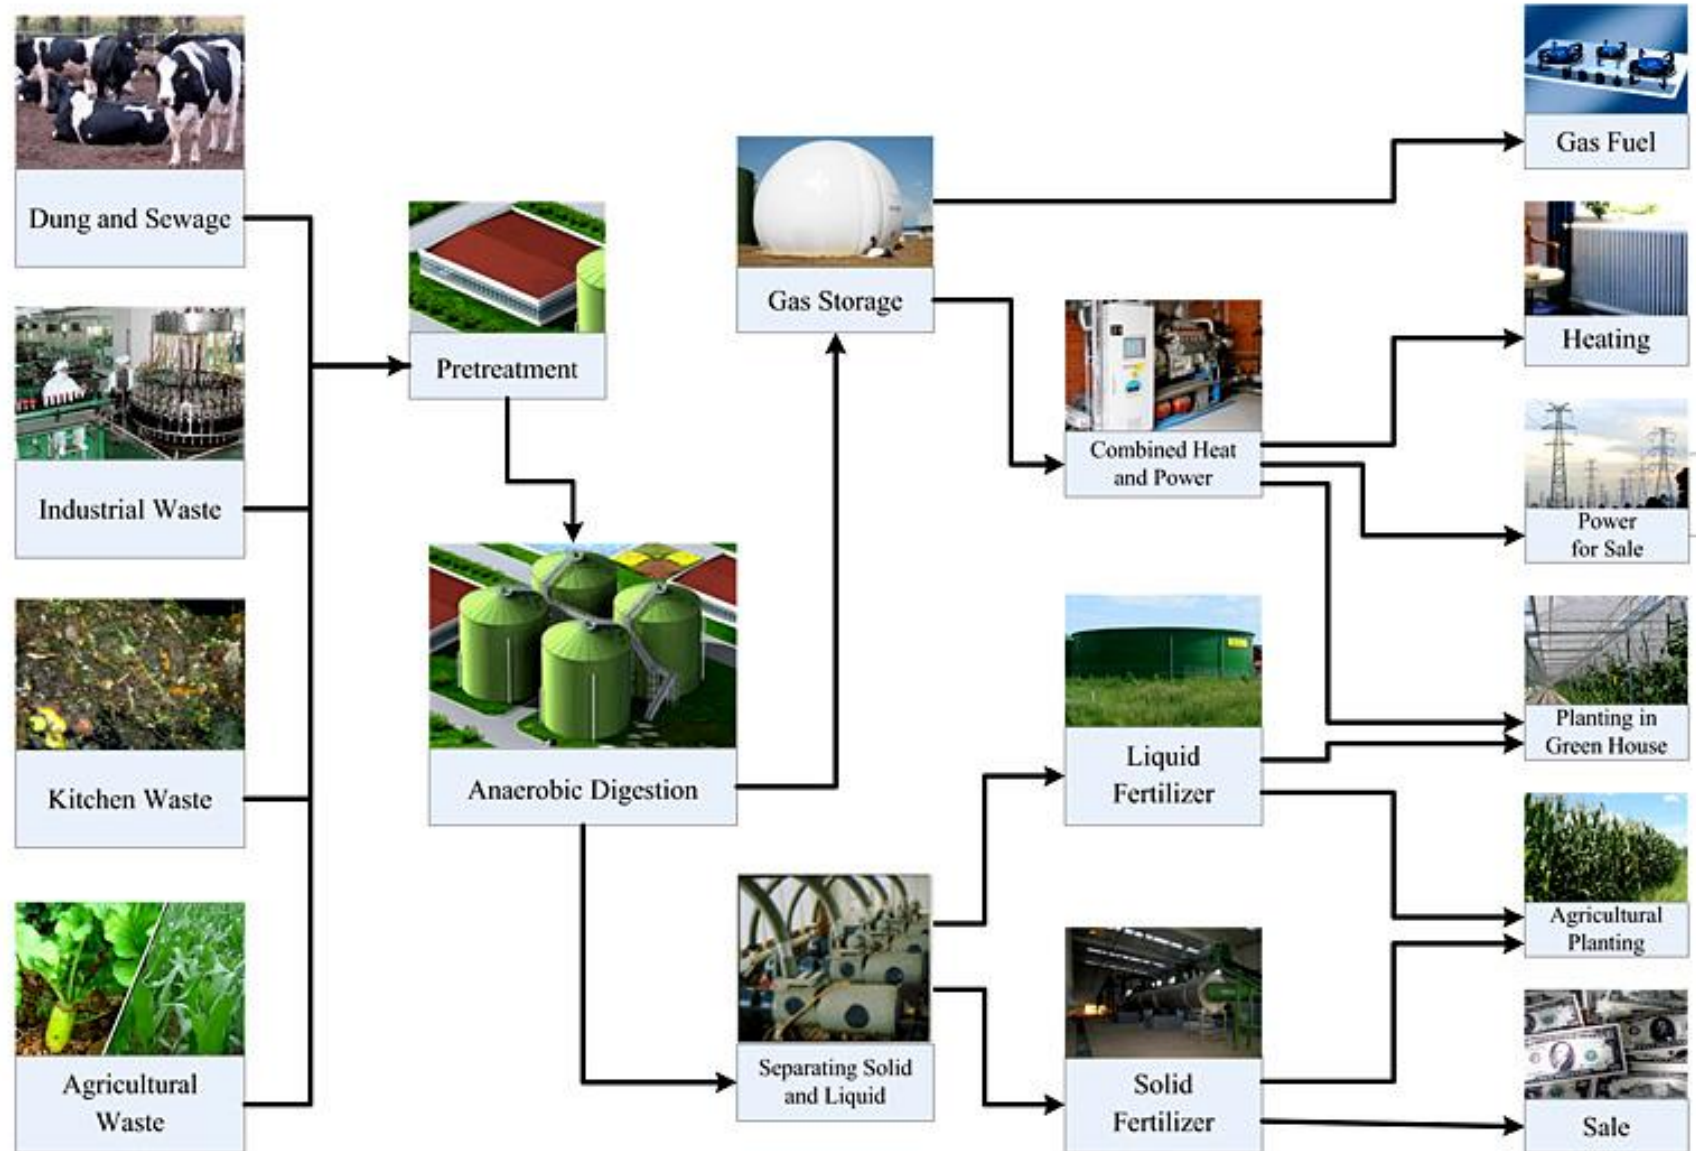 Dung and Sewage
Industrial Waste
Kitchen Waste
Agricultural
Waste
Pretreatment
Anaerobic Digestion
Gas Storage
Separating Solid
and Liquid
Combined Heat
and Power
Liquid
Fertilizer
Solid
Fertilizer
Gas Fuel
Heating
Power
for Sale
Planting in
Green House
Agricultural
Planting
Sale